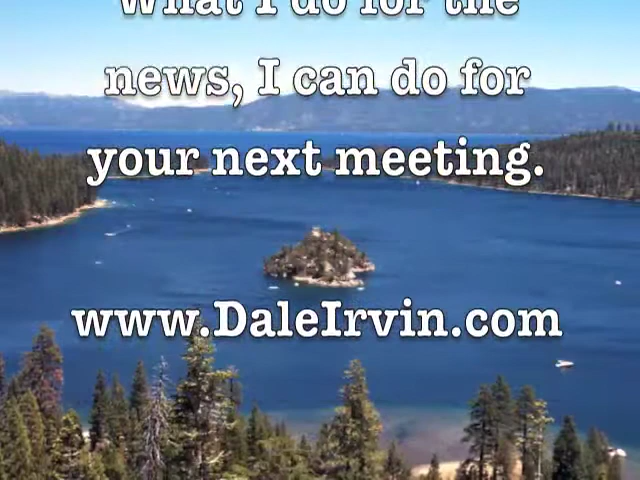 What I do for the
news, I can do for
your next meeting.
www.DaleIrvin.com